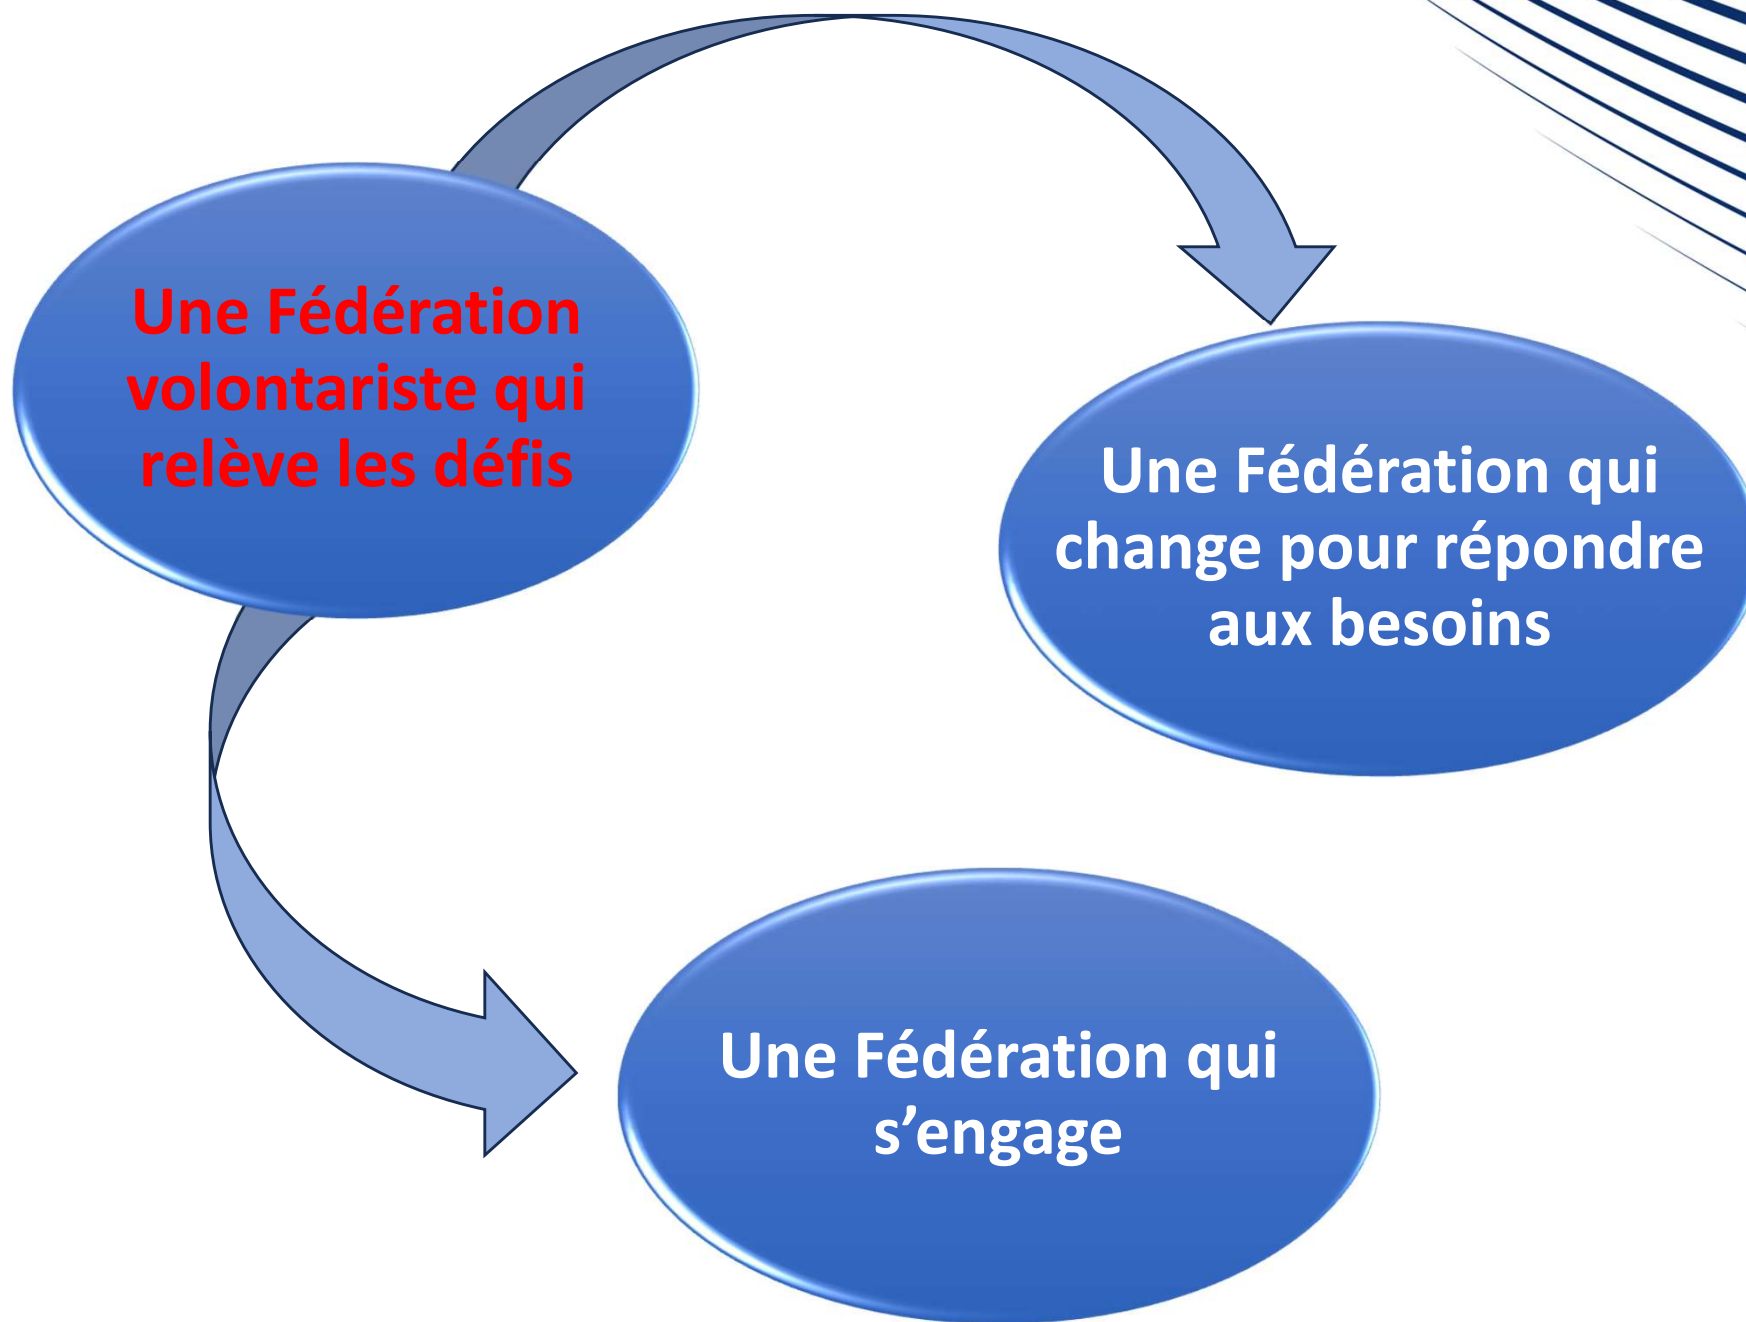 Une Fédération
volontariste qui
relève les défis
Une Fédération qui
change pour répondre
aux besoins
Une Fédération qui
s’engage